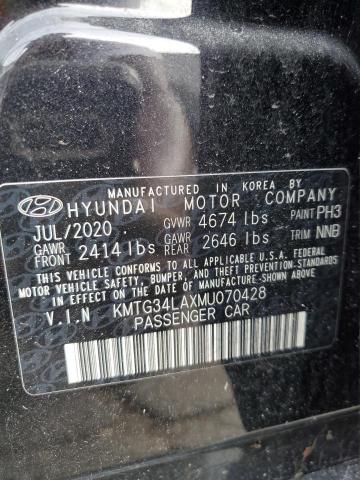 MANUFACTURED IN KOREA BY
HYUNDAI MOTOR COMPANY
JUL/2020 GVWR 4674 lbs PAINT PH3
GAWR FRONT 2414 lbs GAWR REAR 2646 lbs TRIM NNB
THIS VEHICLE CONFORMS TO ALL APPLICABLE U.S.A. FEDERAL
MOTOR VEHICLE SAFETY, BUMPER, AND THEFT PREVENTION STANDARDS
IN EFFECT ON THE DATE OF MANUFACTURE SHOWN ABOVE.
V.I.N KMTG34LAXMU070428
PASSENGER CAR